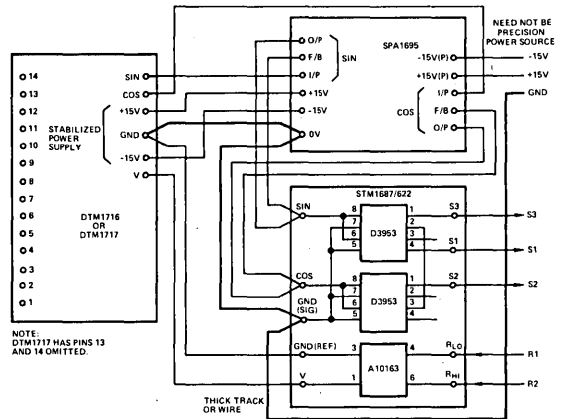 NEED NOT BE
PRECISION
POWER SOURCE
SPA1695
O/P
F/B
I/P
SIN
+15V
-15V
0V
-15V(P)
+15V(P)
I/P
F/B
O/P
COS
-15V
+15V
GND
14
13
12
11
10
9
8
7
6
5
4
3
2
1
SIN
COS
+15V
GND
-15V
V
STABILIZED
POWER
SUPPLY
DTM1716
OR
DTM1717
NOTE:
DTM1717 HAS PINS 13
AND 14 OMITTED.
STM1687/622
SIN
8
7
6
5
D3953
1
2
3
4
S3
S1
S3
S1
COS
GND
(SIG)
8
7
6
5
D3953
1
2
3
4
S2
S2
GND(REF)
V
3
1
A10163
4
6
RLO
RHI
R1
R2
THICK TRACK
OR WIRE